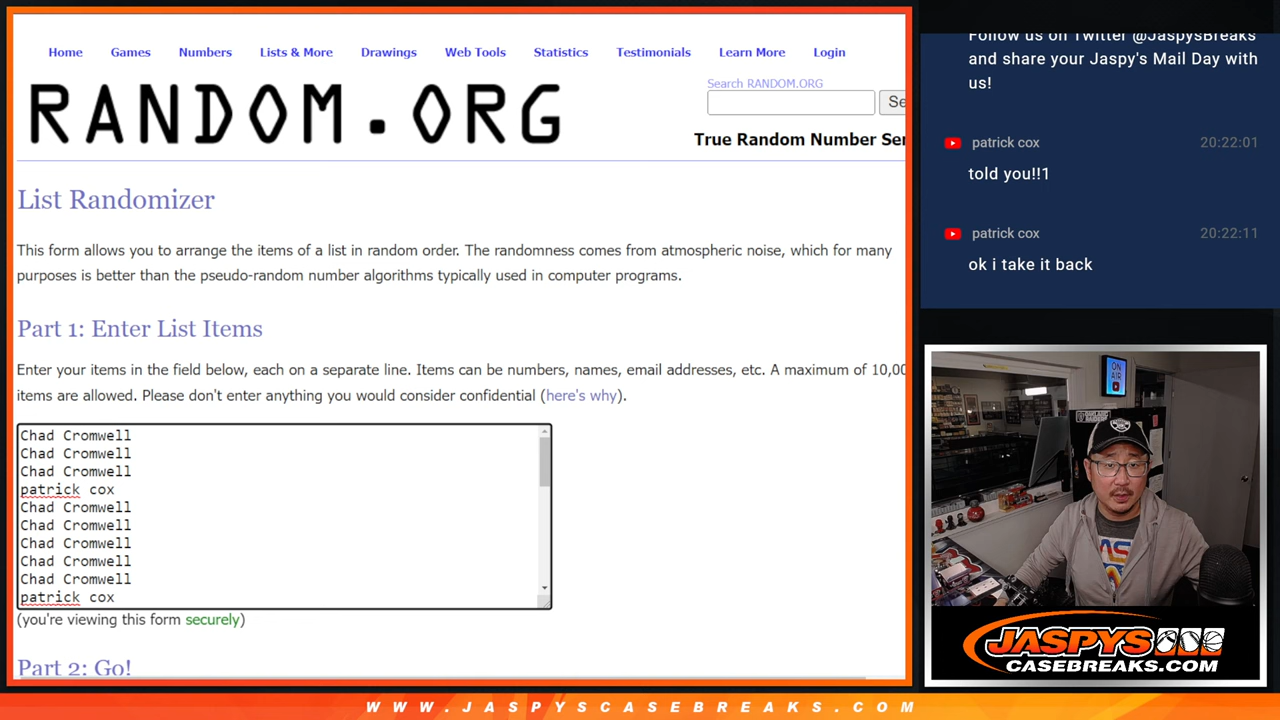 Home Games Numbers Lists & More Drawings Web Tools Statistics Testimonials Learn More Login
RANDOM.ORG
Search RANDOM.ORG
Se
True Random Number Ser
List Randomizer
This form allows you to arrange the items of a list in random order. The randomness comes from atmospheric noise, which for many
purposes is better than the pseudo-random number algorithms typically used in computer programs.
Part 1: Enter List Items
Enter your items in the field below, each on a separate line. Items can be numbers, names, email addresses, etc. A maximum of 10,00
items are allowed. Please don't enter anything you would consider confidential (here's why).
Chad Cromwell
Chad Cromwell
Chad Cromwell
patrick cox
Chad Cromwell
Chad Cromwell
Chad Cromwell
Chad Cromwell
Chad Cromwell
patrick cox
(you're viewing this form securely)
Part 2: Go!
Follow us on Twitter @JaspysBreaks
and share your Jaspy's Mail Day with
us!
patrick cox 20:22:01
told you!!1
patrick cox 20:22:11
ok i take it back
ON
AIR
JASPYS
CASEBREAKS.COM
WWW.JASPYSCASEBREAKS.COM